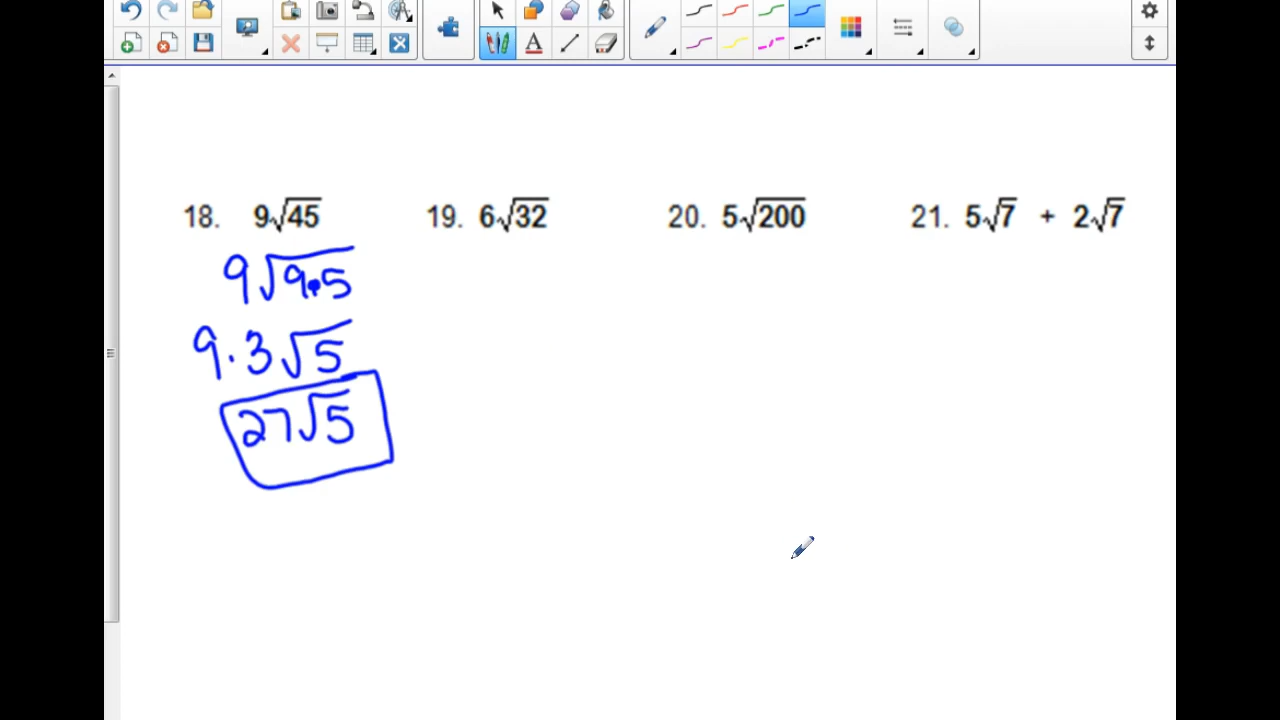 18. 9√45 19. 6√32 20. 5√200 21. 5√7 + 2√7
9√9·5
9·3√5
27√5